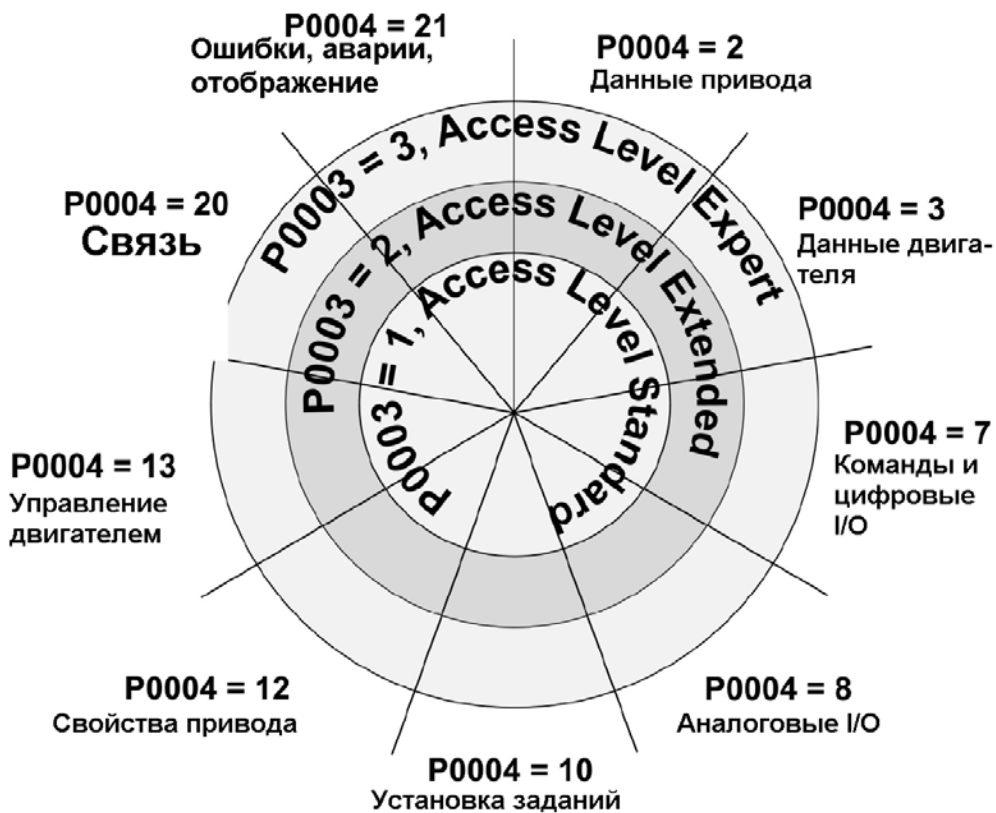 P0004 = 21
Ошибки, аварии,
отображение
P0004 = 2
Данные привода
P0003 = 3, Access Level Expert
P0003 = 2, Access Level Extended
P0003 = 1, Access Level Standard
P0004 = 20
Связь
P0004 = 3
Данные двига-
теля
P0004 = 13
Управление
двигателем
P0004 = 7
Команды и
цифровые
I/O
P0004 = 12
Свойства привода
P0004 = 8
Аналоговые I/O
P0004 = 10
Установка заданий